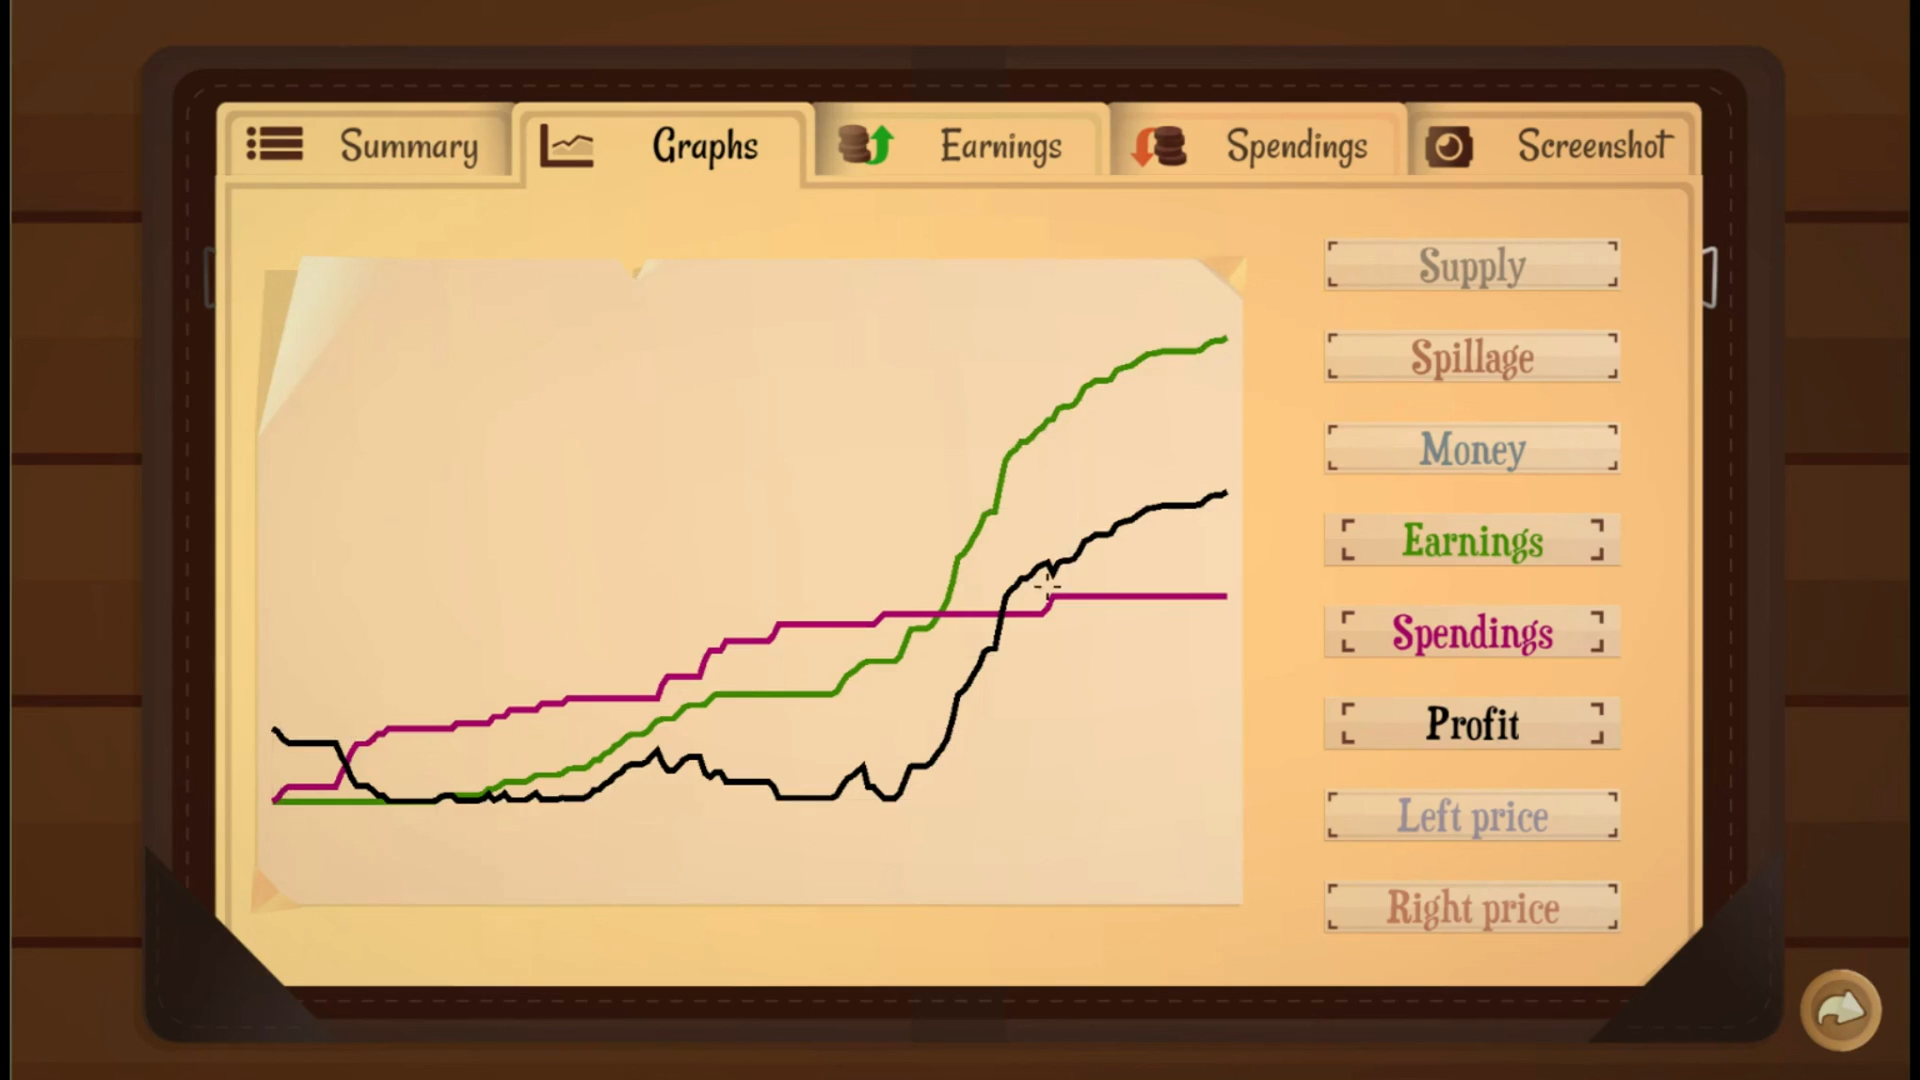 Summary
Graphs
Earnings
Spendings
Screenshot
Supply
Spillage
Money
Earnings
Spendings
Profit
Left price
Right price